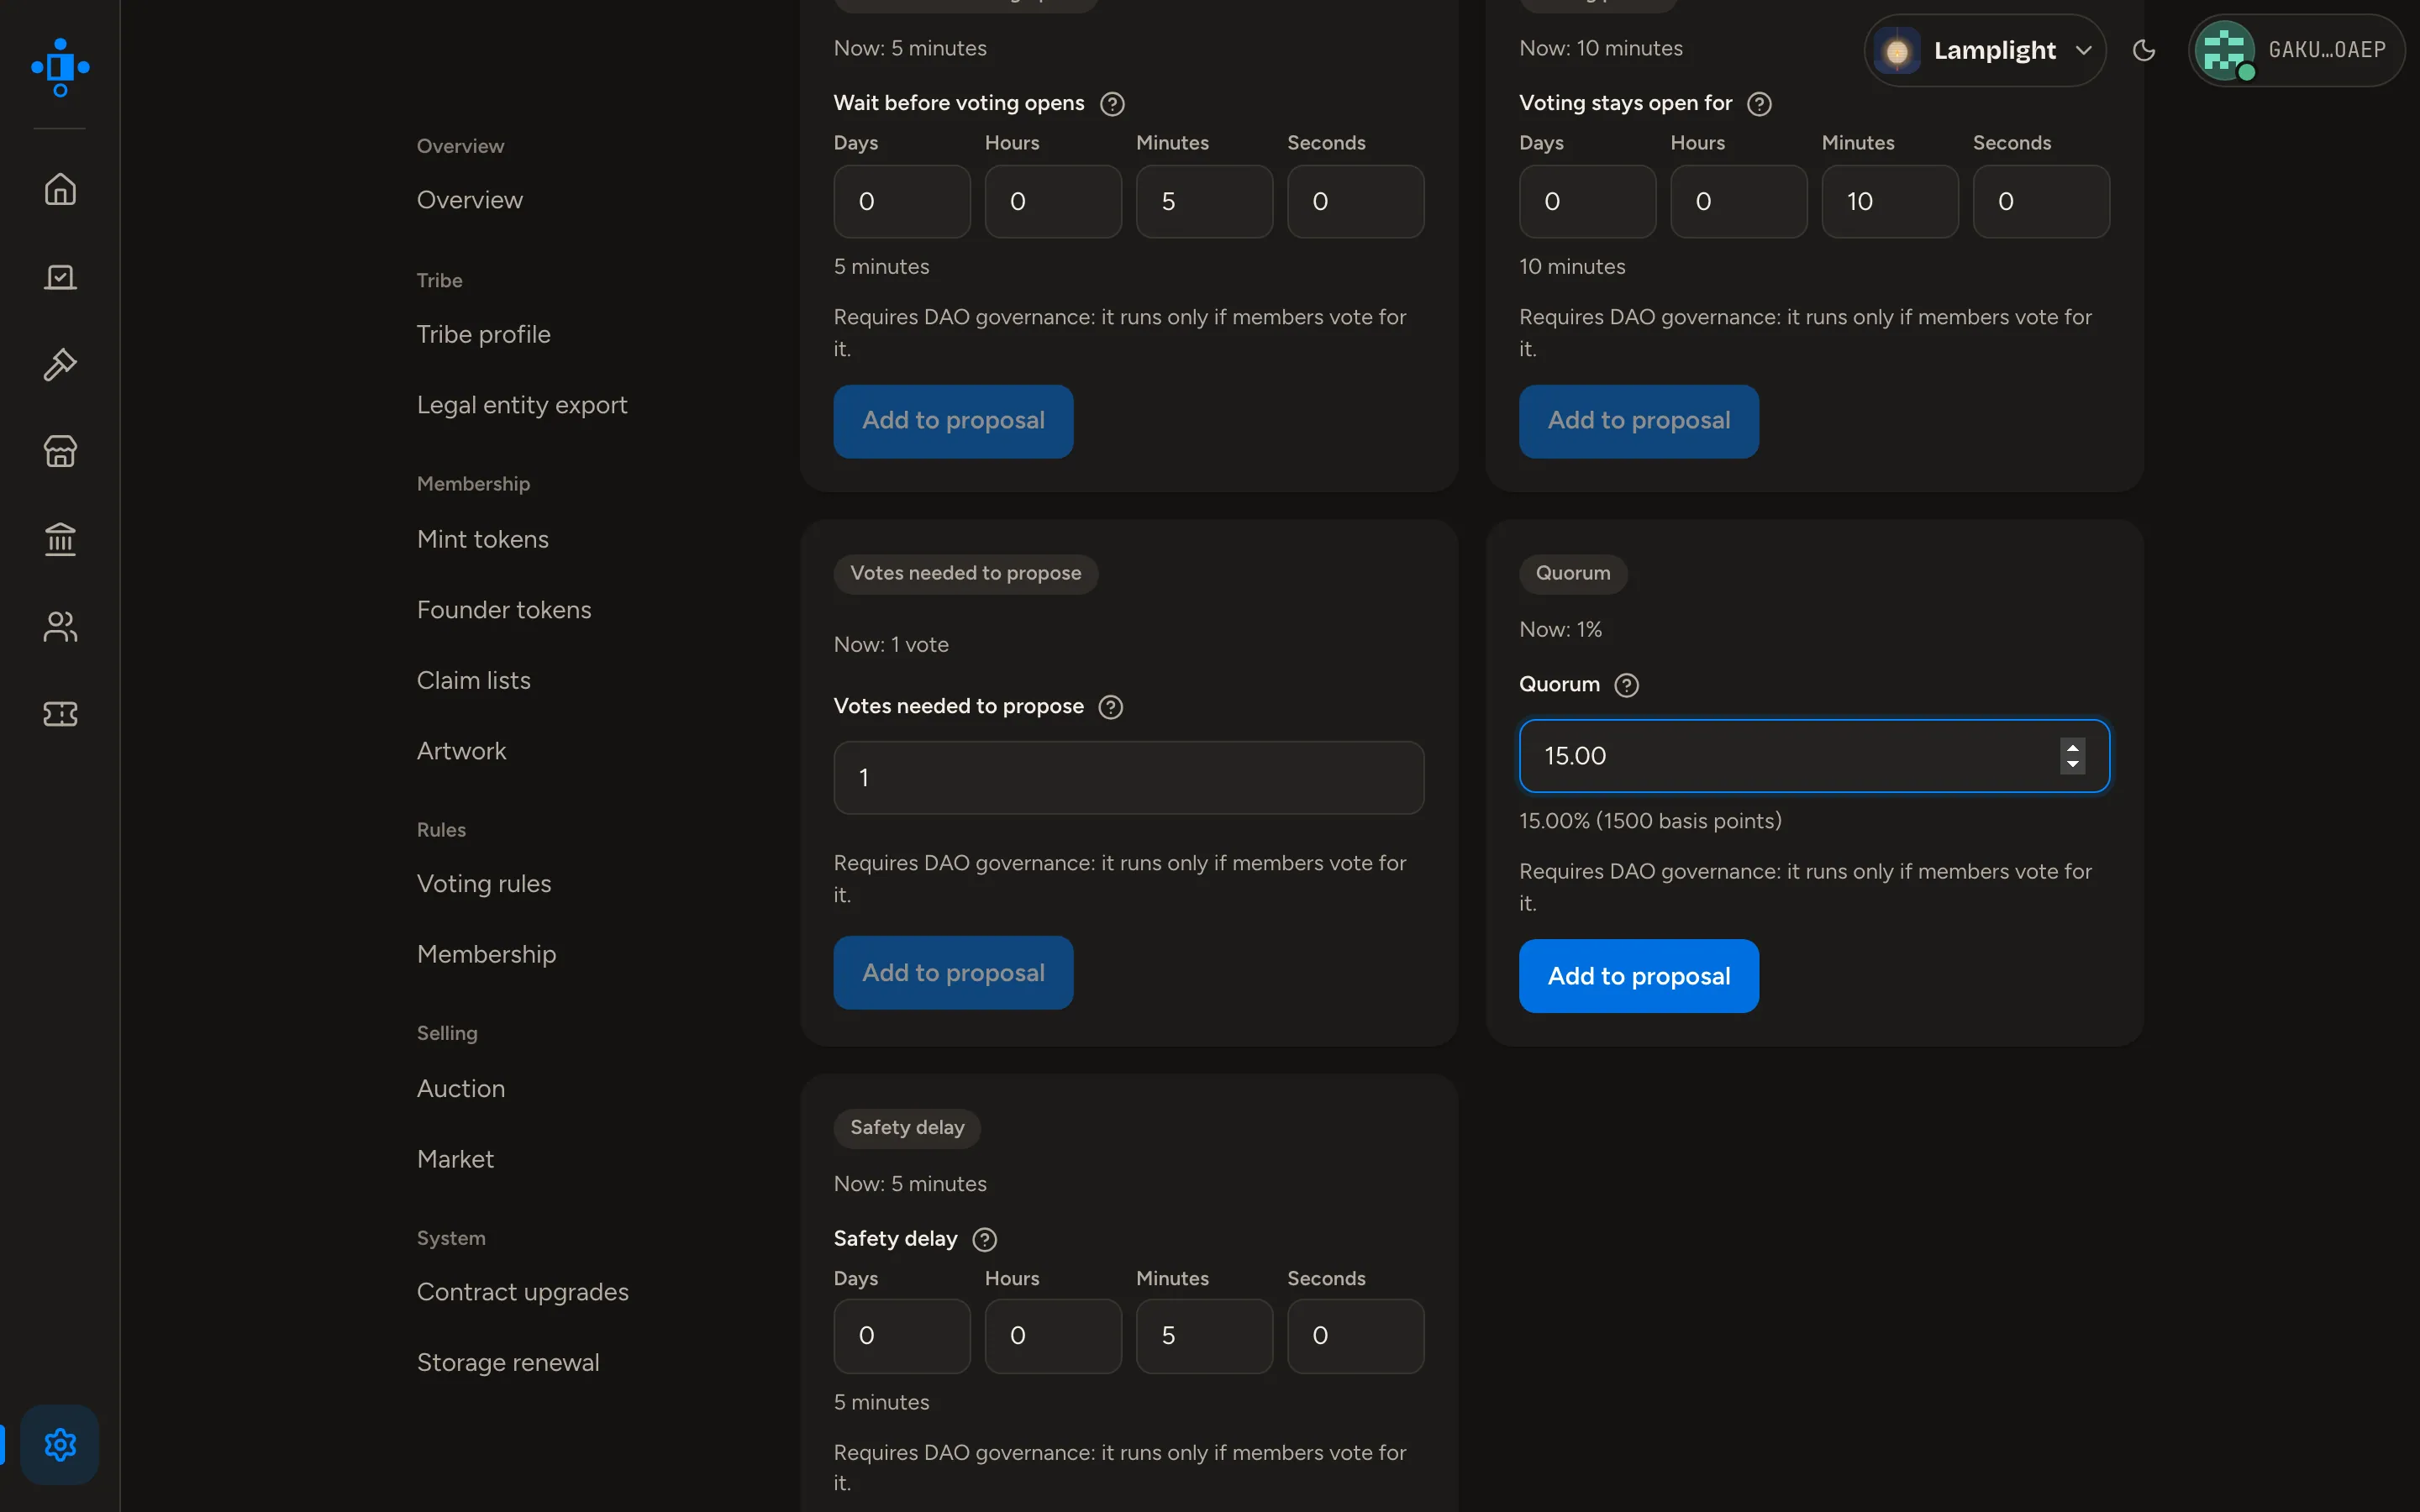 Lamplight
GAKU...OAEP
Overview
Overview
Tribe
Tribe profile
Legal entity export
Membership
Mint tokens
Founder tokens
Claim lists
Artwork
Rules
Voting rules
Membership
Selling
Auction
Market
System
Contract upgrades
Storage renewal
Now: 5 minutes
Wait before voting opens
Days Hours Minutes Seconds
0 0 5 0
5 minutes
Requires DAO governance: it runs only if members vote for
it.
Add to proposal
Now: 10 minutes
Voting stays open for
Days Hours Minutes Seconds
0 0 10 0
10 minutes
Requires DAO governance: it runs only if members vote for
it.
Add to proposal
Votes needed to propose
Now: 1 vote
Votes needed to propose
1
Requires DAO governance: it runs only if members vote for
it.
Add to proposal
Quorum
Now: 1%
Quorum
15.00
15.00% (1500 basis points)
Requires DAO governance: it runs only if members vote for
it.
Add to proposal
Safety delay
Now: 5 minutes
Safety delay
Days Hours Minutes Seconds
0 0 5 0
5 minutes
Requires DAO governance: it runs only if members vote for
it.